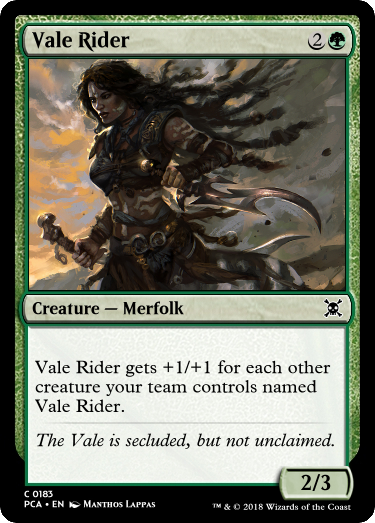 Vale Rider 2
Creature — Merfolk
Vale Rider gets +1/+1 for each other
creature your team controls named
Vale Rider.
The Vale is secluded, but not unclaimed.
2/3
C 0183
PCA • EN Manthos Lappas
™ & © 2018 Wizards of the Coast